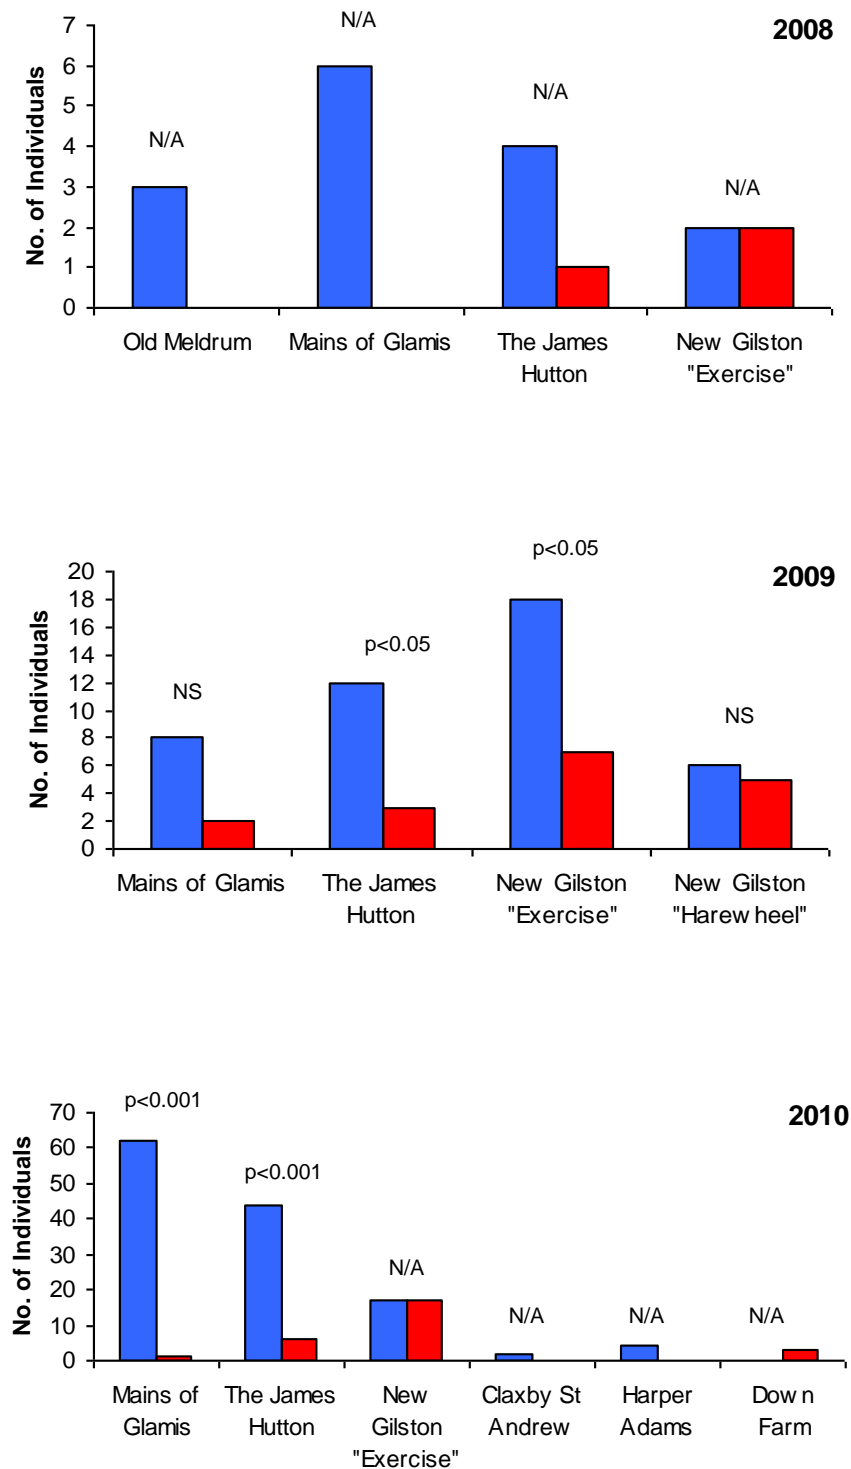 2008
No. of Individuals
7
6
5
4
3
2
1
0
N/A
N/A
N/A
N/A
Old Meldrum
Mains of Glamis
The James
Hutton
New Gilston
"Exercise"
2009
No. of Individuals
20
18
16
14
12
10
8
6
4
2
0
NS
p<0.05
p<0.05
NS
Mains of Glamis
The James
Hutton
New Gilston
"Exercise"
New Gilston
"Harew heel"
2010
No. of Individuals
70
60
50
40
30
20
10
0
p<0.001
p<0.001
N/A
N/A
N/A
N/A
Mains of
Glamis
The James
Hutton
New
Gilston
"Exercise"
Claxby St
Andrew
Harper
Adams
Dow n
Farm